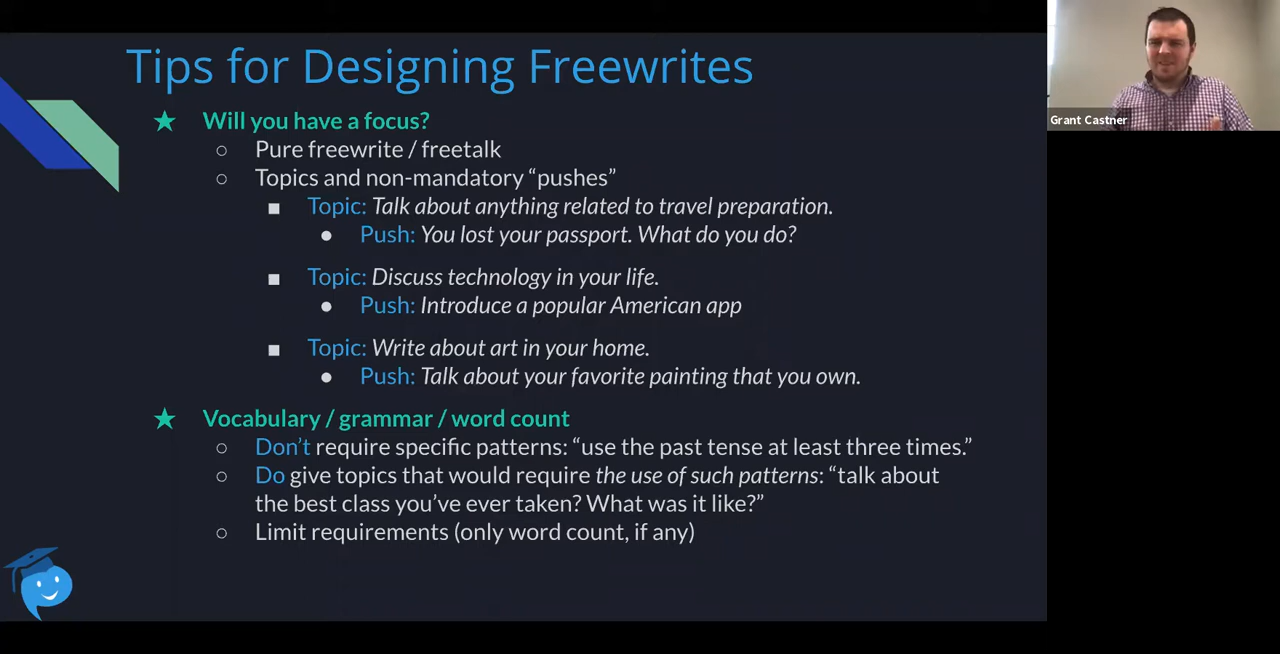 Tips for Designing Freewrites
Will you have a focus?
Pure freewrite / freetalk
Topics and non-mandatory “pushes”
Topic: Talk about anything related to travel preparation.
Push: You lost your passport. What do you do?
Topic: Discuss technology in your life.
Push: Introduce a popular American app
Topic: Write about art in your home.
Push: Talk about your favorite painting that you own.
Vocabulary / grammar / word count
Don’t require specific patterns: “use the past tense at least three times.”
Do give topics that would require the use of such patterns: “talk about
the best class you’ve ever taken? What was it like?”
Limit requirements (only word count, if any)
Grant Castner